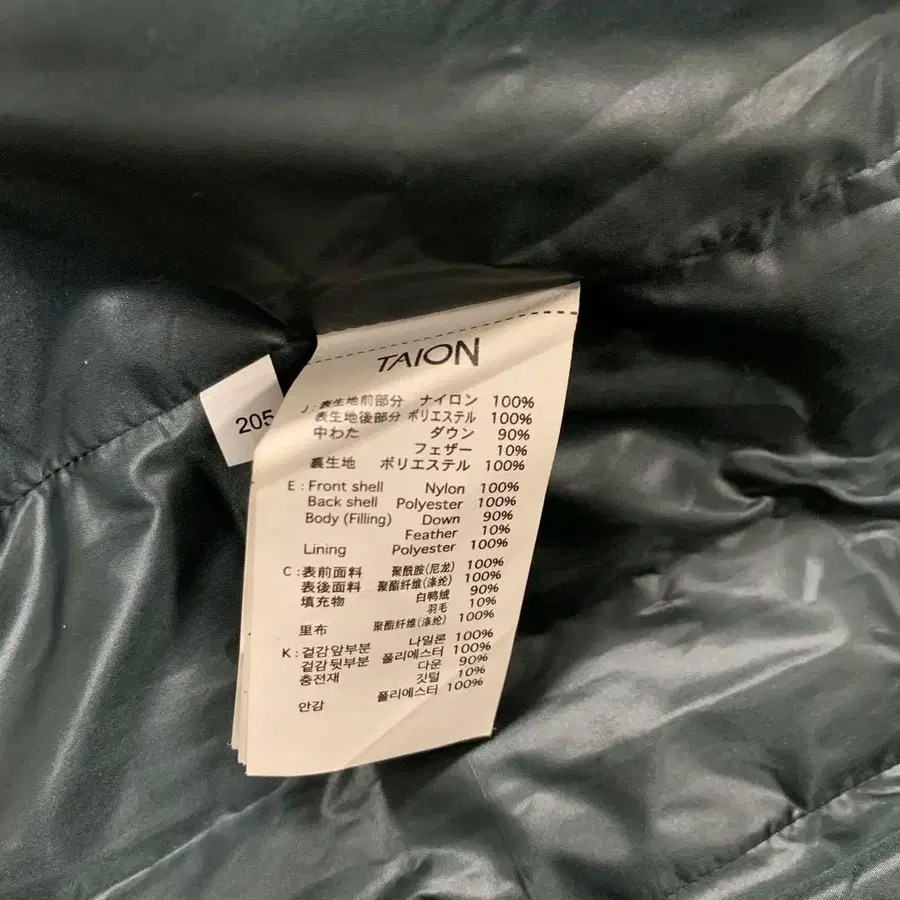 TAION
205
J:表生地前部分 ナイロン 100%
表生地後部分 ポリエステル 100%
中わた ダウン 90%
フェザー 10%
裏生地 ポリエステル 100%
E:Front shell Nylon 100%
Back shell Polyester 100%
Body (Filling) Down 90%
Feather 10%
Lining Polyester 100%
C:表前面料 聚酰胺(尼龙) 100%
表後面料 聚酯纤维(涤纶) 100%
填充物 白鸭绒 90%
羽毛 10%
里布 聚酯纤维(涤纶) 100%
K:겉감 앞부분 나일론 100%
겉감 뒷부분 폴리에스터 100%
충전재 다운 90%
깃털 10%
안감 폴리에스터 100%